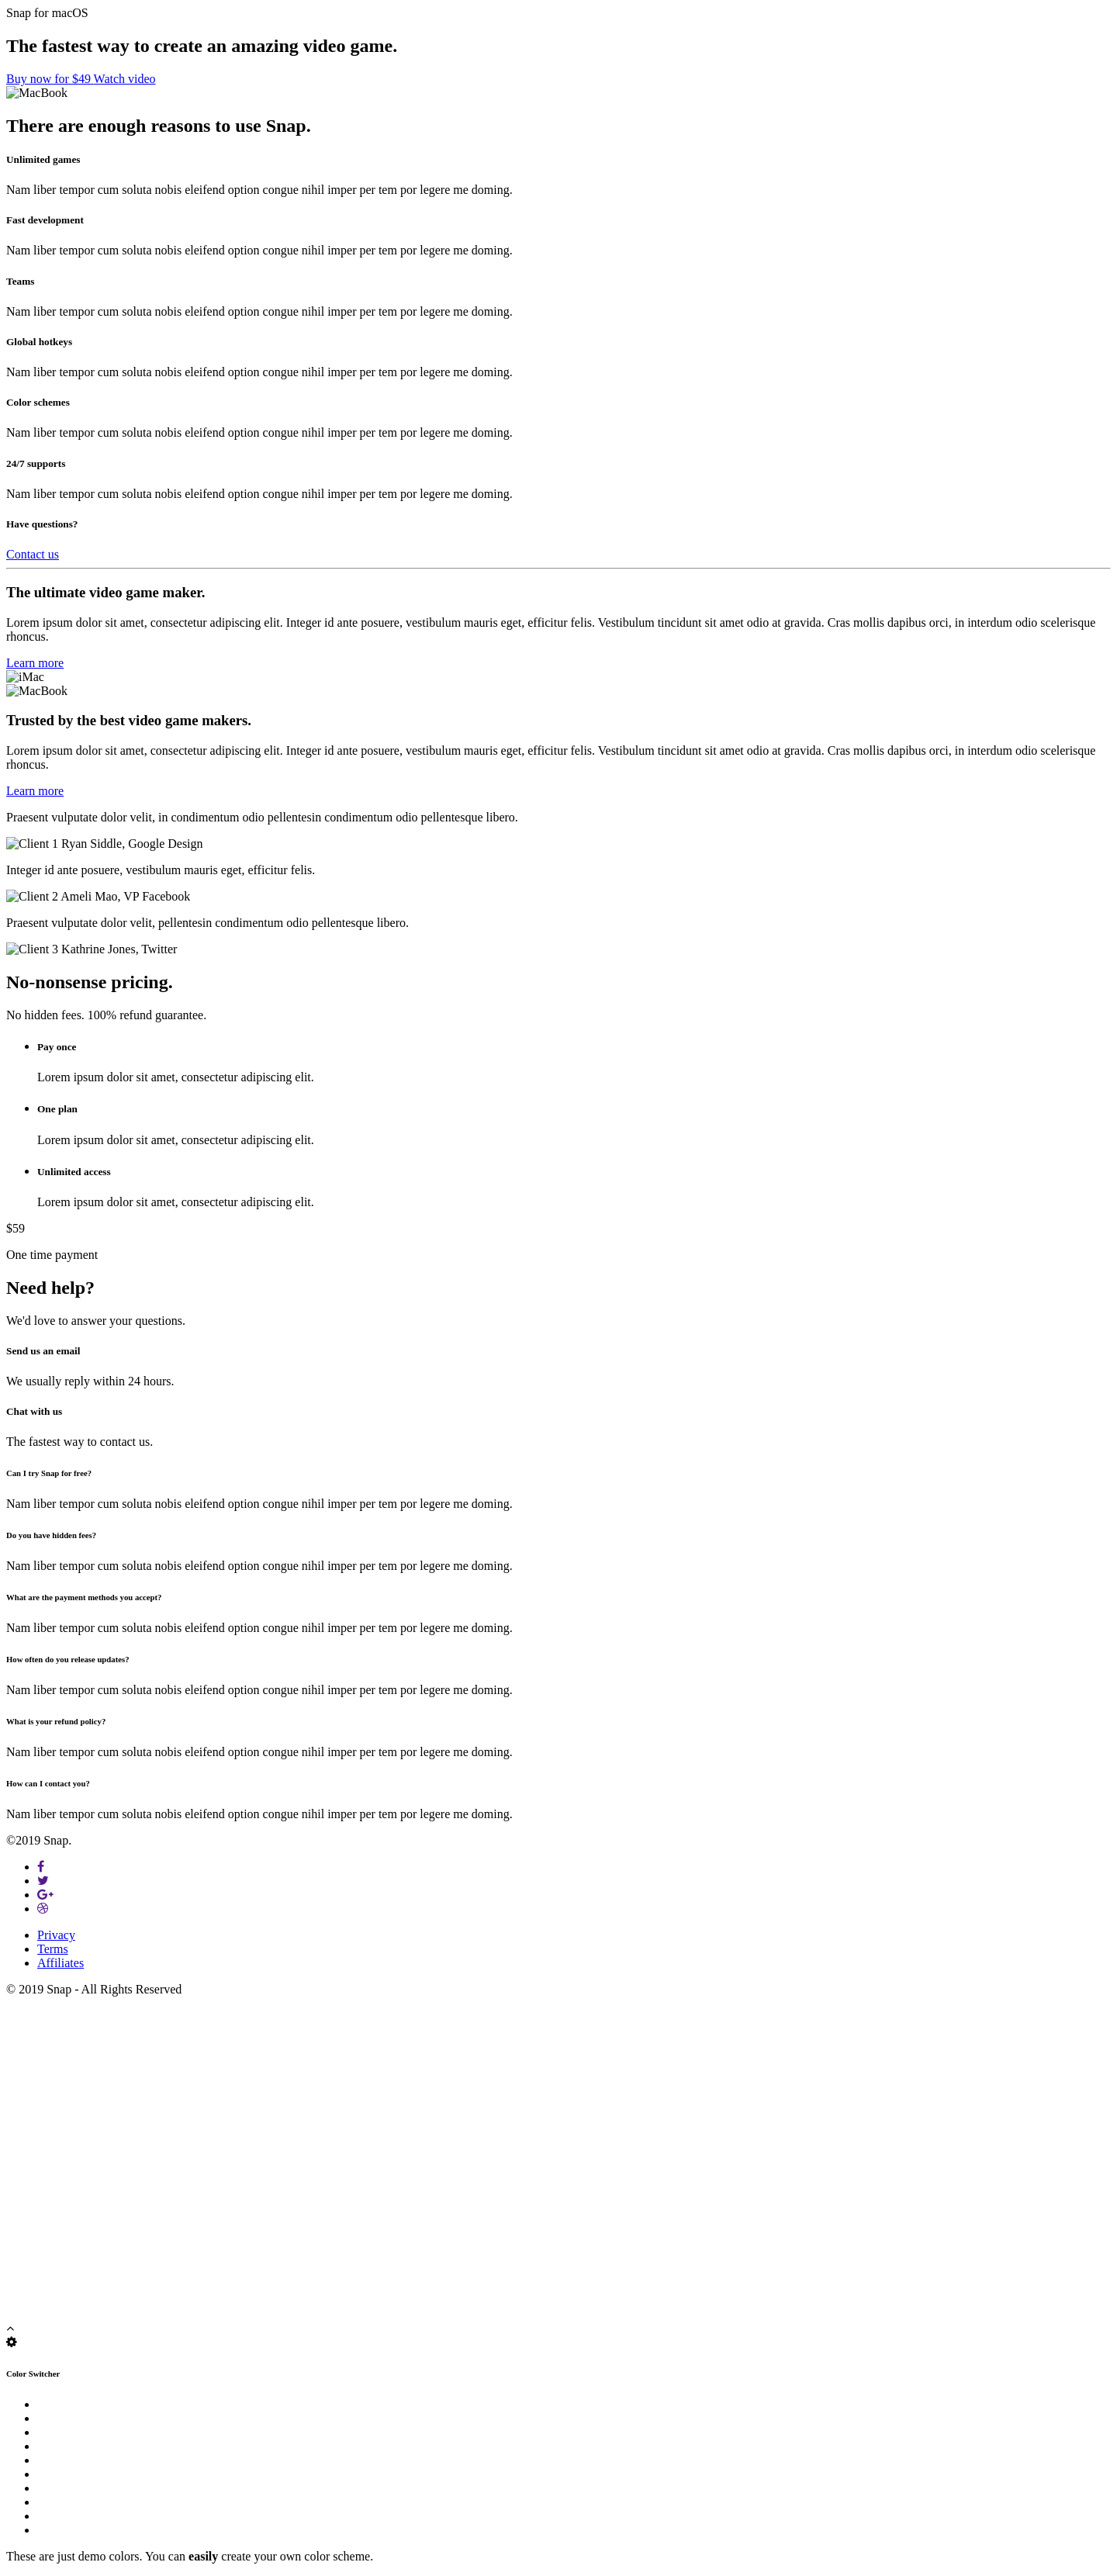 Snap for macOS
The fastest way to create an amazing video game.
Buy now for $49 Watch video
MacBook
There are enough reasons to use Snap.
Unlimited games
Nam liber tempor cum soluta nobis eleifend option congue nihil imper per tem por legere me doming.
Fast development
Nam liber tempor cum soluta nobis eleifend option congue nihil imper per tem por legere me doming.
Teams
Nam liber tempor cum soluta nobis eleifend option congue nihil imper per tem por legere me doming.
Global hotkeys
Nam liber tempor cum soluta nobis eleifend option congue nihil imper per tem por legere me doming.
Color schemes
Nam liber tempor cum soluta nobis eleifend option congue nihil imper per tem por legere me doming.
24/7 supports
Nam liber tempor cum soluta nobis eleifend option congue nihil imper per tem por legere me doming.
Have questions?
Contact us
The ultimate video game maker.
Lorem ipsum dolor sit amet, consectetur adipiscing elit. Integer id ante posuere, vestibulum mauris eget, efficitur felis. Vestibulum tincidunt sit amet odio at gravida. Cras mollis dapibus orci, in interdum odio scelerisque
rhoncus.
Learn more
iMac
MacBook
Trusted by the best video game makers.
Lorem ipsum dolor sit amet, consectetur adipiscing elit. Integer id ante posuere, vestibulum mauris eget, efficitur felis. Vestibulum tincidunt sit amet odio at gravida. Cras mollis dapibus orci, in interdum odio scelerisque
rhoncus.
Learn more
Praesent vulputate dolor velit, in condimentum odio pellentesin condimentum odio pellentesque libero.
Client 1 Ryan Siddle, Google Design
Integer id ante posuere, vestibulum mauris eget, efficitur felis.
Client 2 Ameli Mao, VP Facebook
Praesent vulputate dolor velit, pellentesin condimentum odio pellentesque libero.
Client 3 Kathrine Jones, Twitter
No-nonsense pricing.
No hidden fees. 100% refund guarantee.
Pay once
Lorem ipsum dolor sit amet, consectetur adipiscing elit.
One plan
Lorem ipsum dolor sit amet, consectetur adipiscing elit.
Unlimited access
Lorem ipsum dolor sit amet, consectetur adipiscing elit.
$59
One time payment
Need help?
We'd love to answer your questions.
Send us an email
We usually reply within 24 hours.
Chat with us
The fastest way to contact us.
Can I try Snap for free?
Nam liber tempor cum soluta nobis eleifend option congue nihil imper per tem por legere me doming.
Do you have hidden fees?
Nam liber tempor cum soluta nobis eleifend option congue nihil imper per tem por legere me doming.
What are the payment methods you accept?
Nam liber tempor cum soluta nobis eleifend option congue nihil imper per tem por legere me doming.
How often do you release updates?
Nam liber tempor cum soluta nobis eleifend option congue nihil imper per tem por legere me doming.
What is your refund policy?
Nam liber tempor cum soluta nobis eleifend option congue nihil imper per tem por legere me doming.
How can I contact you?
Nam liber tempor cum soluta nobis eleifend option congue nihil imper per tem por legere me doming.
©2019 Snap.
Privacy
Terms
Affiliates
© 2019 Snap - All Rights Reserved
Color Switcher
These are just demo colors. You can easily create your own color scheme.